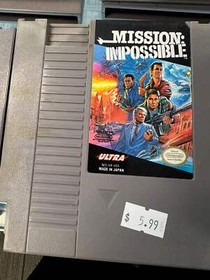 MISSION:
IMPOSSIBLE
ULTRA
MADE IN JAPAN
$ 5.99